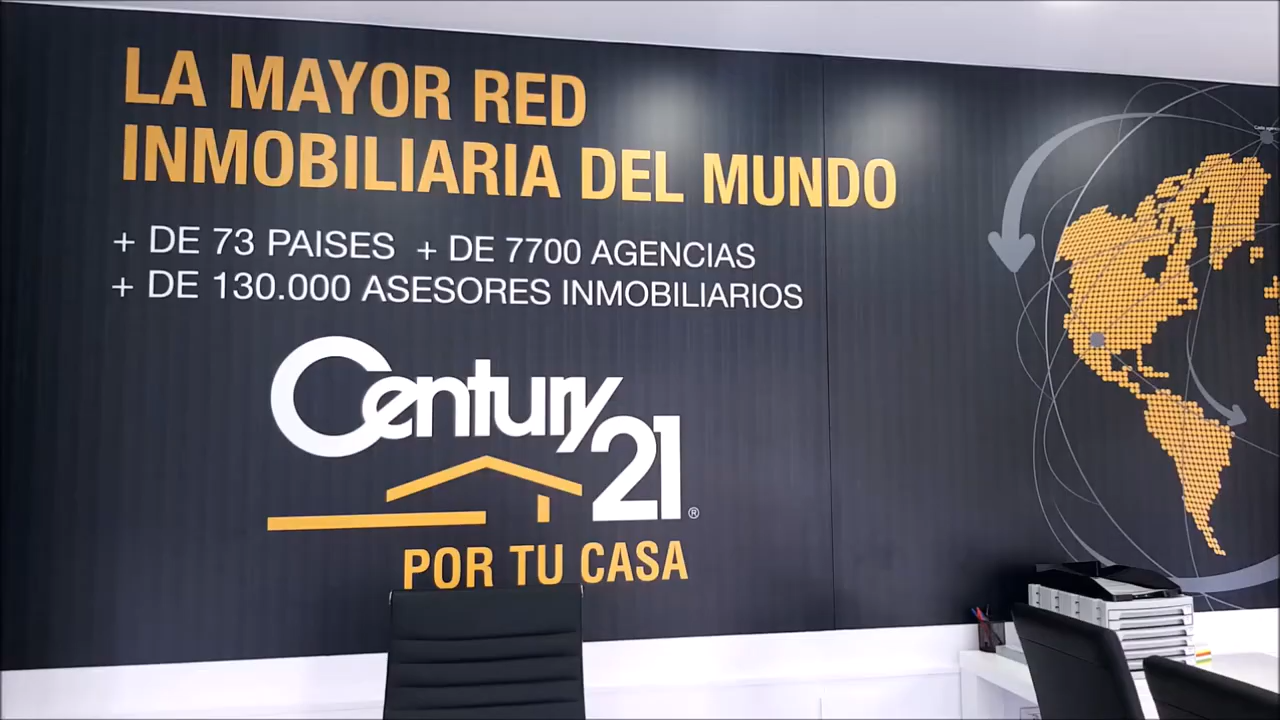 LA MAYOR RED
INMOBILIARIA DEL MUNDO
+ DE 73 PAISES + DE 7700 AGENCIAS
+ DE 130.000 ASESORES INMOBILIARIOS
Century
21®
POR TU CASA